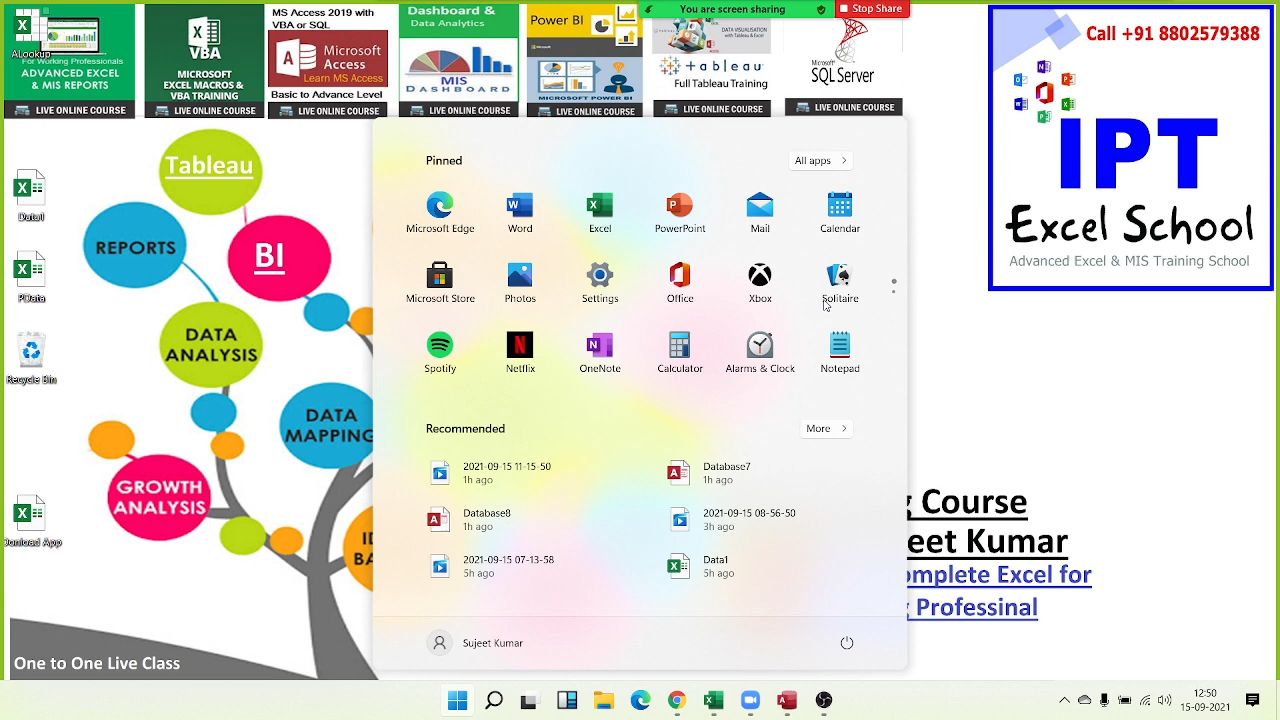 You are screen sharing
Stop Share
ALookup
For Working Professionals
ADVANCED EXCEL
& MIS REPORTS
LIVE ONLINE COURSE
VBA
MICROSOFT
EXCEL MACROS &
VBA TRAINING
LIVE ONLINE COURSE
MS Access 2019 with
VBA or SQL
Microsoft
Access
Learn MS Access
Basic to Advance Level
LIVE ONLINE COURSE
Dashboard &
Data Analytics
MIS
DASHBOARD
LIVE ONLINE COURSE
Power BI
Microsoft
MICROSOFT POWER BI
LIVE ONLINE COURSE
DATA VISUALISATION
with Tableau & Excel
tableau
Full Tableau Training
LIVE ONLINE COURSE
Microsoft
SQL Server
LIVE ONLINE COURSE
Call +91 8802579388
IPT
Excel School
Advanced Excel & MIS Training School
Tableau
REPORTS
BI
DATA
ANALYSIS
DATA
MAPPING
GROWTH
ANALYSIS
PData
Recycle Bin
One to One Live Class
Pinned
All apps
Microsoft Edge
Word
Excel
PowerPoint
Mail
Calendar
Microsoft Store
Photos
Settings
Office
Xbox
Solitaire
Spotify
Netflix
OneNote
Calculator
Alarms & Clock
Notepad
Recommended
More
2021-09-15 11-15-50
1h ago
Database7
1h ago
Database8
1h ago
2021-09-15 08-56-50
3h ago
2021-09-15 07-13-58
5h ago
Data1
5h ago
Sujeet Kumar
g Course
eet Kumar
omplete Excel for
g Professinal
12:50
15-09-2021